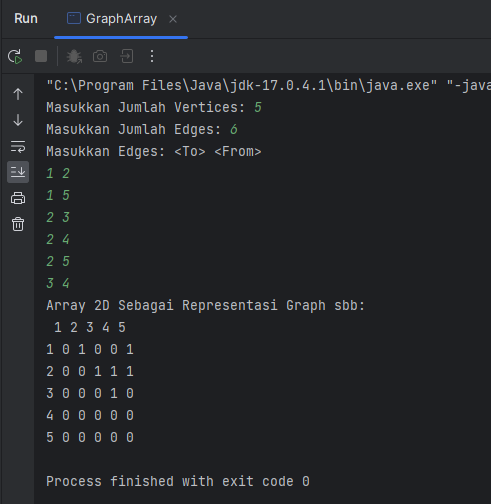 Run GraphArray
"C:\Program Files\Java\jdk-17.0.4.1\bin\java.exe" "-java
Masukkan Jumlah Vertices: 5
Masukkan Jumlah Edges: 6
Masukkan Edges: <To> <From>
1 2
1 5
2 3
2 4
2 5
3 4
Array 2D Sebagai Representasi Graph sbb:
1 2 3 4 5
1 0 1 0 0 1
2 0 0 1 1 1
3 0 0 0 1 0
4 0 0 0 0 0
5 0 0 0 0 0
Process finished with exit code 0